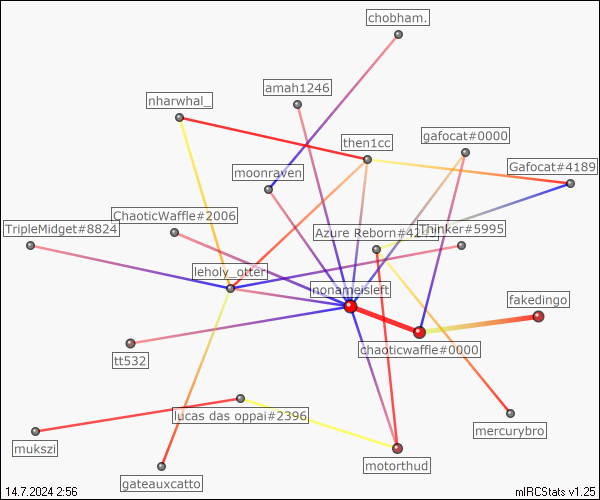 chobham.
amah1246
nharwhal_
then1cc
gafocat#0000
moonraven
Gafocat#4189
ChaoticWaffle#2006
TripleMidget#8824
Azure Reborn#42
Thinker#5995
leholy_otter
nonameisleft
fakedingo
chaoticwaffle#0000
tt532
lucas das oppai#2396
mercurybro
mukszi
motorthud
gateauxcatto
14.7.2024 2:56
mIRCStats v1.25